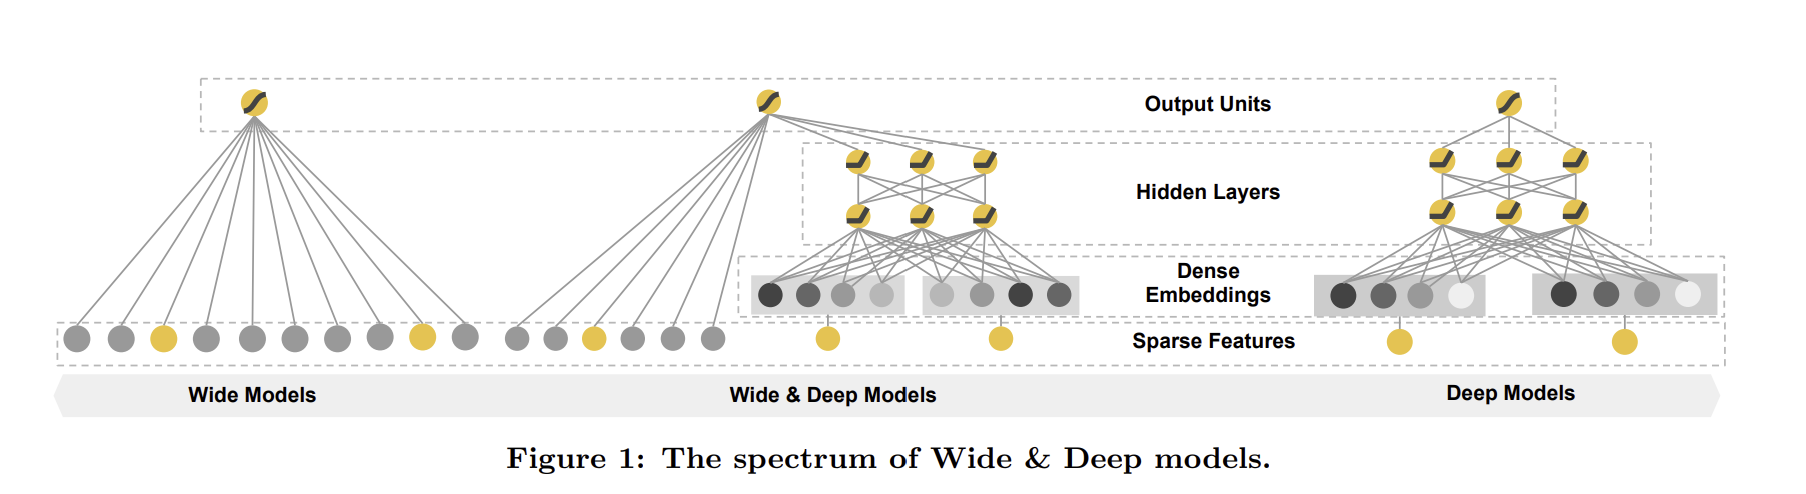 Output Units
Hidden Layers
Dense
Embeddings
Sparse Features
Wide Models
Wide & Deep Models
Deep Models
Figure 1: The spectrum of Wide & Deep models.